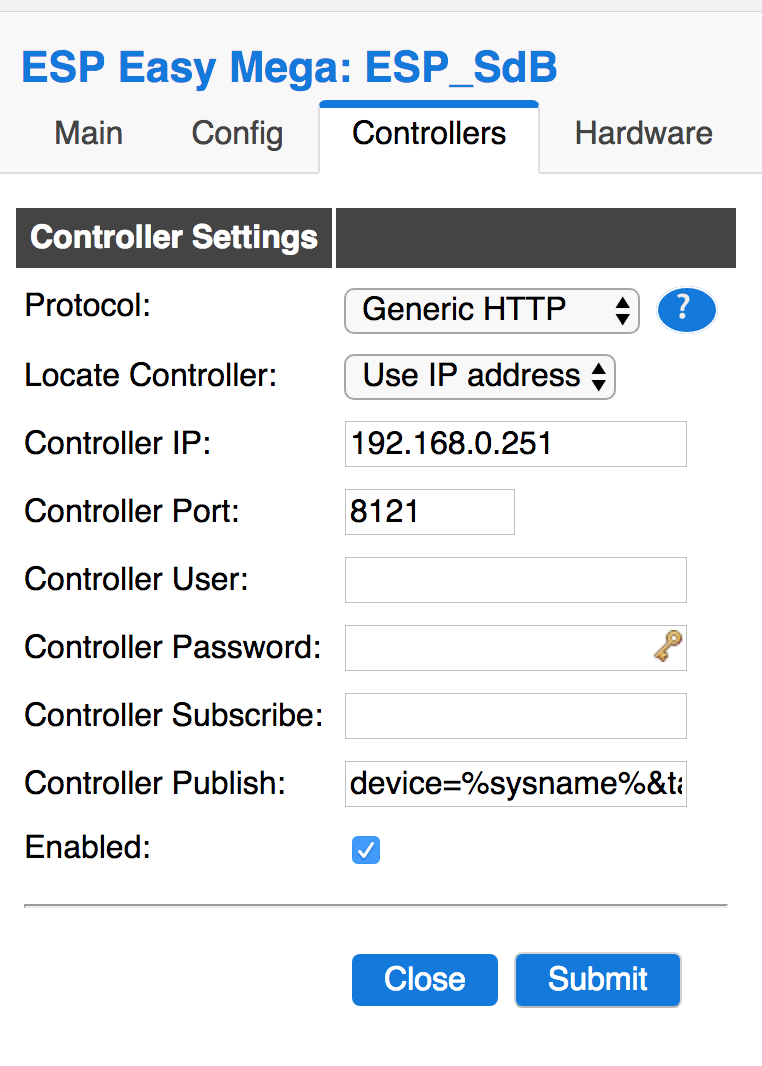 ESP Easy Mega: ESP_SdB
Main Config Controllers Hardware
Controller Settings
Protocol: Generic HTTP ?
Locate Controller: Use IP address
Controller IP: 192.168.0.251
Controller Port: 8121
Controller User:
Controller Password:
Controller Subscribe:
Controller Publish: device=%sysname%&ta
Enabled:
Close Submit